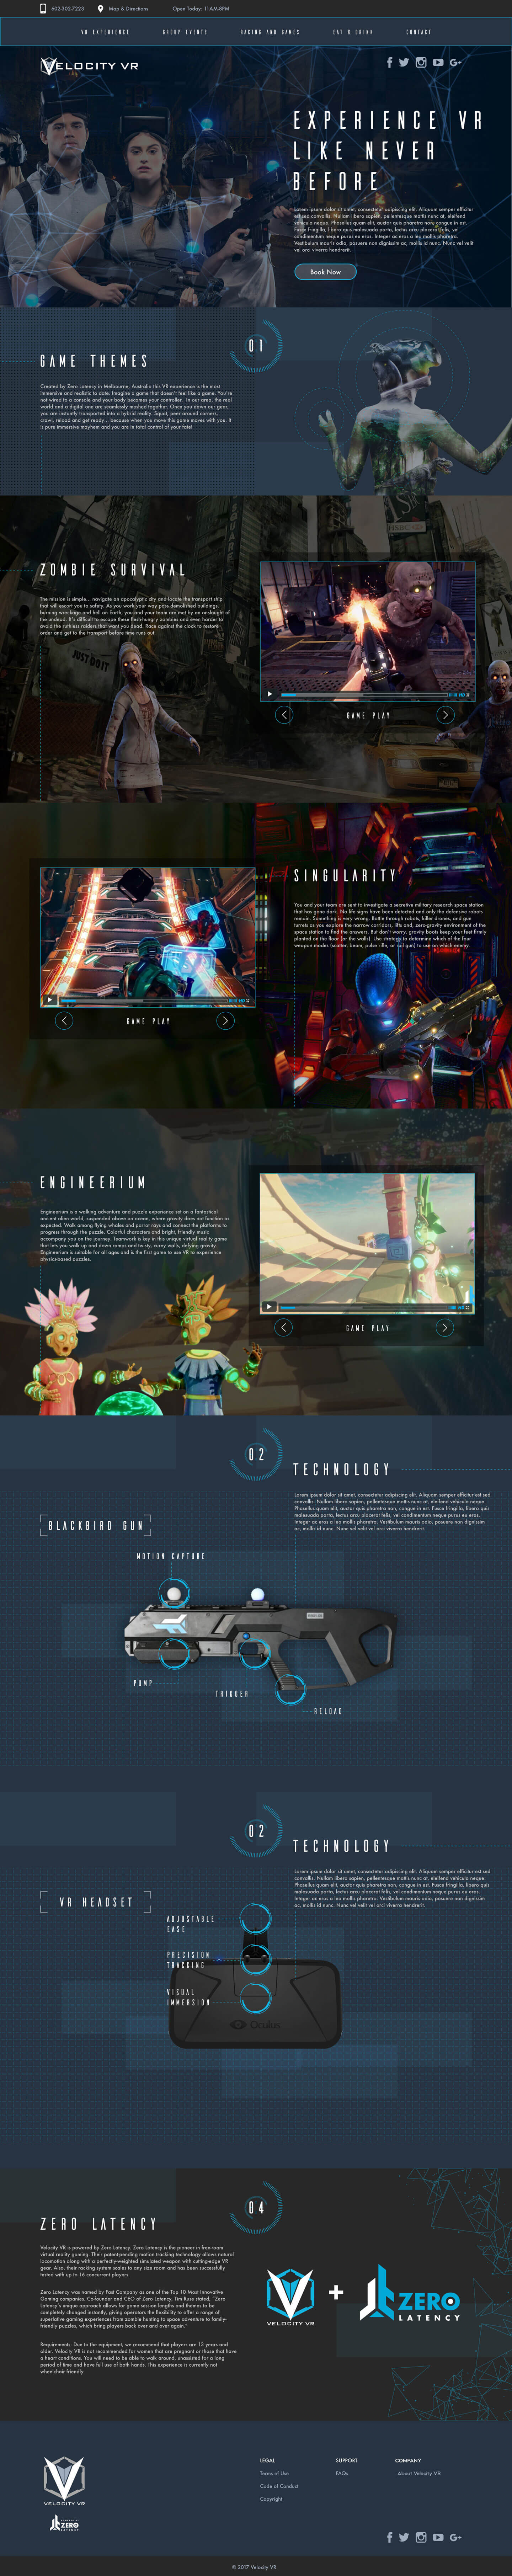 602-302-7223 Map & Directions Open Today: 11AM-8PM
VR EXPERIENCE GROUP EVENTS RACING AND GAMES EAT & DRINK CONTACT
VELOCITY VR
EXPERIENCE VR
LIKE NEVER
BEFORE
Lorem ipsum dolor sit amet, consectetur adipiscing elit. Aliquam semper efficitur
est sed convallis. Nullam libero sapien, pellentesque mattis nunc at, eleifend
vehicula neque. Phasellus quam elit, auctor quis pharetra non, congue in est.
Fusce fringilla, libero quis malesuada porta, lectus arcu placerat felis, vel
condimentum neque purus eu eros. Integer ac eros a leo mollis pharetra.
Vestibulum mauris odio, posuere non dignissim ac, mollis id nunc. Nunc vel velit
vel orci viverra hendrerit.
Book Now
01
GAME THEMES
Created by Zero Latency in Melbourne, Australia this VR experience is the most
immersive and realistic to date. Imagine a game that doesn't feel like a game. You're
not wired to a console and your body becomes your controller. In our area, the real
world and a digital one are seamlessly meshed together. Once you down our gear,
you are instantly transported into a hybrid reality. Squat, peer around corners,
crawl, reload and get ready... because when you move this game moves with you. It
is pure immersive mayhem and you are in total control of your fate!
ZOMBIE SURVIVAL
The mission is simple... navigate an apocalyptic city and locate the transport ship
that will escort you to safety. As you work your way pass demolished buildings,
burning wreckage and hell on Earth, you and your team are met by an onslaught of
the undead. It's difficult to escape these flesh-hungry zombies and even harder to
avoid the ruthless raiders that want you dead. Race against the clock to restore
order and get to the transport before time runs out.
JUST DO IT
HSBC
HD
GAME PLAY
SINGULARITY
You and your team are sent to investigate a secretive military research space station
that has gone dark. No life signs have been detected and only the defensive robots
remain. Something is very wrong. Battle through robots, killer drones, and gun
turrets as you explore the narrow corridors, lifts and, zero-gravity environment of the
space station to find the answers. But don't worry, gravity boots keep your feet firmly
planted on the floor (or the walls). Use strategy to determine which of the four
weapon modes (scatter, beam, pulse rifle, or rail gun) to use on which enemy.
HD
GAME PLAY
ENGINEERIUM
Engineerium is a walking adventure and puzzle experience set on a fantastical
ancient alien world, suspended above an ocean, where gravity does not function as
expected. Walk among flying whales and parrot rays and connect the platforms to
progress through the puzzle. Colorful characters and bright, friendly music
accompany you on the journey. Teamwork is key in this unique virtual reality game
that lets you walk up and down ramps and twisty, curvy walls, defying gravity.
Engineerium is suitable for all ages and is the first game to use VR to experience
physics-based puzzles.
HD
GAME PLAY
02
TECHNOLOGY
Lorem ipsum dolor sit amet, consectetur adipiscing elit. Aliquam semper efficitur est sed
convallis. Nullam libero sapien, pellentesque mattis nunc at, eleifend vehicula neque.
Phasellus quam elit, auctor quis pharetra non, congue in est. Fusce fringilla, libero quis
malesuada porta, lectus arcu placerat felis, vel condimentum neque purus eu eros.
Integer ac eros a leo mollis pharetra. Vestibulum mauris odio, posuere non dignissim
ac, mollis id nunc. Nunc vel velit vel orci viverra hendrerit.
BLACKBIRD GUN
MOTION CAPTURE
PUMP
TRIGGER
RELOAD
02
TECHNOLOGY
Lorem ipsum dolor sit amet, consectetur adipiscing elit. Aliquam semper efficitur est sed
convallis. Nullam libero sapien, pellentesque mattis nunc at, eleifend vehicula neque.
Phasellus quam elit, auctor quis pharetra non, congue in est. Fusce fringilla, libero quis
malesuada porta, lectus arcu placerat felis, vel condimentum neque purus eu eros.
Integer ac eros a leo mollis pharetra. Vestibulum mauris odio, posuere non dignissim
ac, mollis id nunc. Nunc vel velit vel orci viverra hendrerit.
VR HEADSET
ADJUSTABLE
EASE
PRECISION
TRACKING
VISUAL
IMMERSION
Oculus
04
ZERO LATENCY
Velocity VR is powered by Zero Latency. Zero Latency is the pioneer in free-roam
virtual reality gaming. Their patent-pending motion tracking technology allows natural
locomotion along with a perfectly-weighted simulated weapon with cutting-edge VR
gear. Also, their racking system scales to any size room and has been successfully
tested with up to 16 concurrent players.
Zero Latency was named by Fast Company as one of the Top 10 Most Innovative
Gaming companies. Co-founder and CEO of Zero Latency, Tim Ruse stated, "Zero
Latency's unique approach allows for game session lengths and themes to be
completely changed instantly, giving operators the flexibility to offer a range of
superlative gaming experiences from zombie shooting to space adventure to family-
friendly puzzles, which bring players back over and over again."
Requirements: Due to the equipment, we recommend that players are 13 years and
older. Velocity VR is not recommended for women that are pregnant or those that have
a heart conditions. You will need to be able to walk around, unassisted for a long
period of time and have full use of both hands. This experience is currently not
wheelchair friendly.
VELOCITY VR
+
ZERO
LATENCY
VELOCITY VR
ZERO
LATENCY
LEGAL SUPPORT COMPANY
Terms of Use FAQs About Velocity VR
Code of Conduct
Copyright
© 2017 Velocity VR